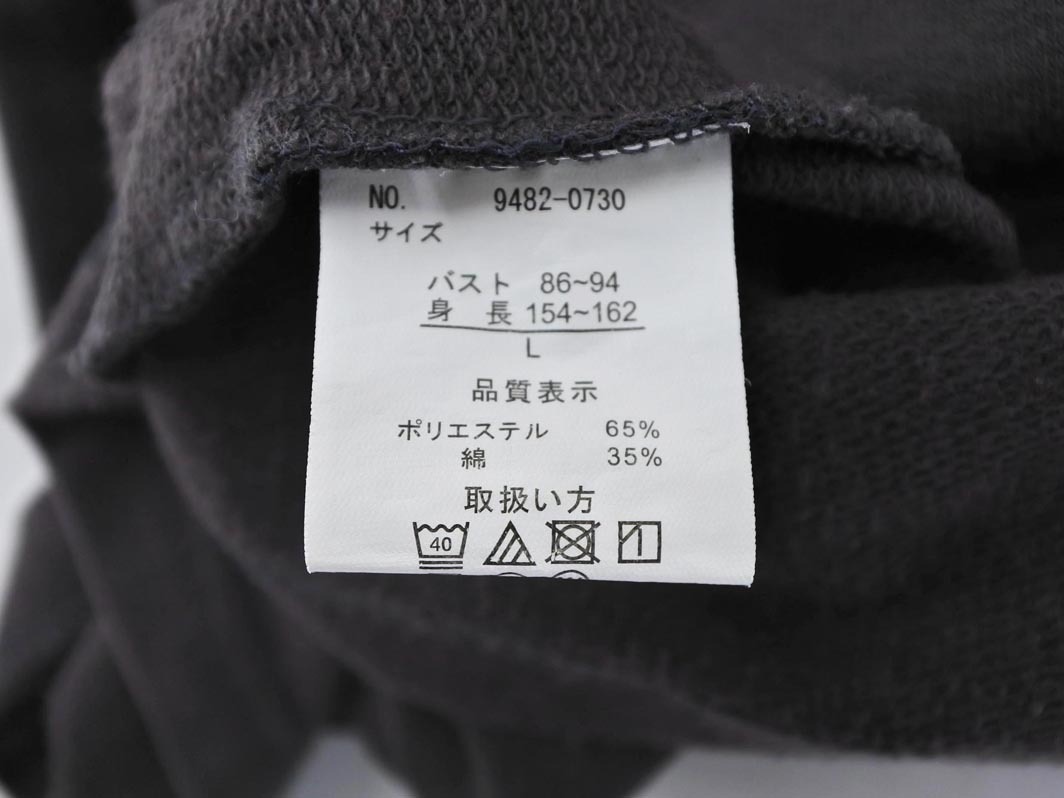 NO. 9482-0730
サイズ
バスト 86~94
身 長 154~162
L
品質表示
ポリエステル 65%
綿 35%
取扱い方
40